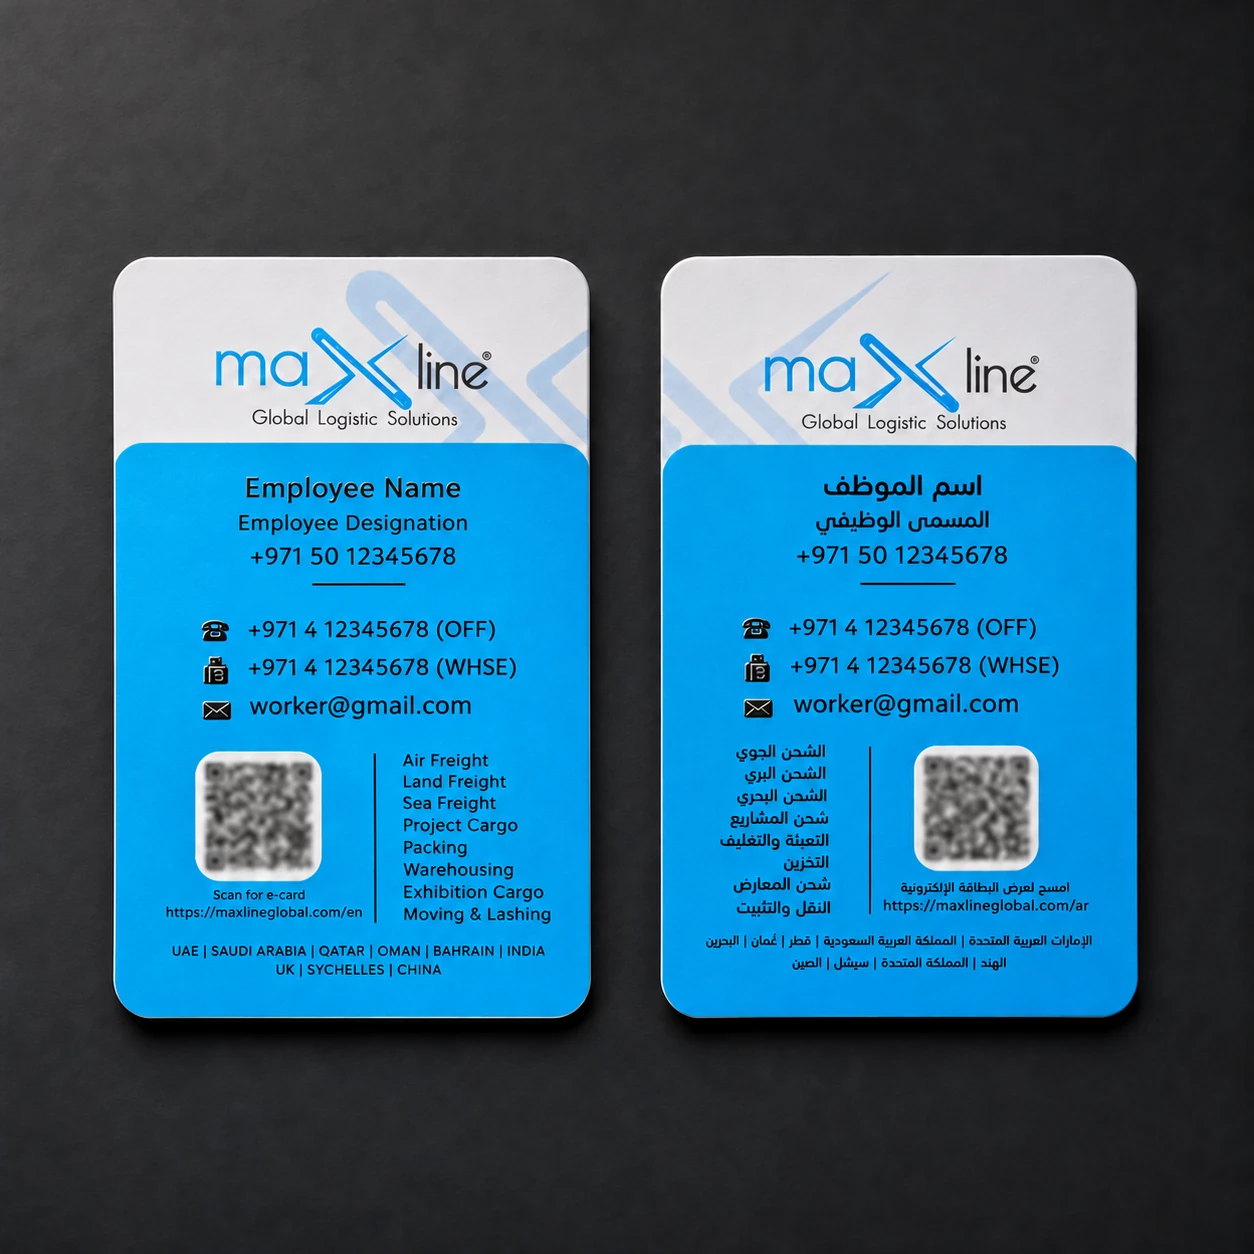 maXline®
Global Logistic Solutions
Employee Name
Employee Designation
+971 50 12345678
+971 4 12345678 (OFF)
+971 4 12345678 (WHSE)
worker@gmail.com
Air Freight
Land Freight
Sea Freight
Project Cargo
Packing
Warehousing
Exhibition Cargo
Moving & Lashing
Scan for e-card
https://maxlineglobal.com/en
UAE | SAUDI ARABIA | QATAR | OMAN | BAHRAIN | INDIA
UK | SYCHELLES | CHINA
maXline®
Global Logistic Solutions
اسم الموظف
المسمى الوظيفي
+971 50 12345678
+971 4 12345678 (OFF)
+971 4 12345678 (WHSE)
worker@gmail.com
الشحن الجوي
الشحن البري
الشحن البحري
شحن المشاريع
التعبئة والتغليف
التخزين
شحن المعارض
النقل والتثبيت
امسح لعرض البطاقة الإلكترونية
https://maxlineglobal.com/ar
الإمارات العربية المتحدة | المملكة العربية السعودية | قطر | عُمان | البحرين
الهند | المملكة المتحدة | سيشل | الصين